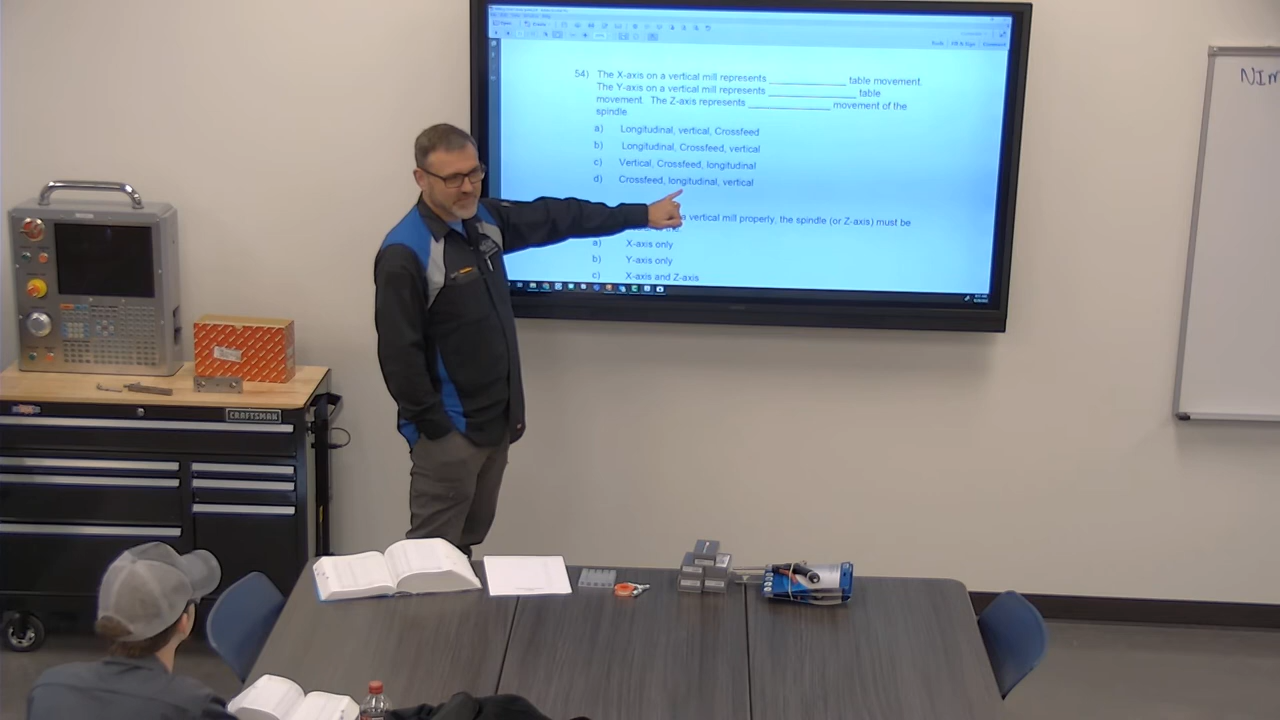 54) The X-axis on a vertical mill represents ______________ table movement.
The Y-axis on a vertical mill represents ________________ table
movement. The Z-axis represents _______________ movement of the
spindle
a) Longitudinal, vertical, Crossfeed
b) Longitudinal, Crossfeed, vertical
c) Vertical, Crossfeed, longitudinal
d) Crossfeed, longitudinal, vertical
a vertical mill properly, the spindle (or Z-axis) must be
a) X-axis only
b) Y-axis only
c) X-axis and Z-axis
NIM
CRAFTSMAN